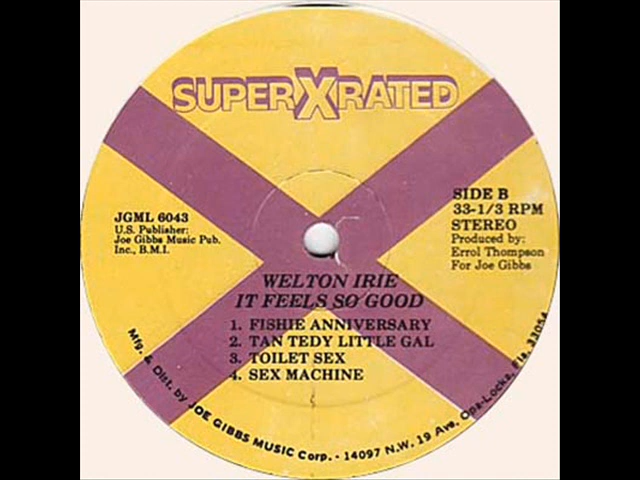 SUPER X RATED
JGML 6043
U.S. Publisher:
Joe Gibbs Music Pub.
Inc., B.M.I.
SIDE B
33-1/3 RPM
STEREO
Produced by:
Errol Thompson
For Joe Gibbs
WELTON IRIE
IT FEELS SO GOOD
1. FISHIE ANNIVERSARY
2. TAN TEDY LITTLE GAL
3. TOILET SEX
4. SEX MACHINE
Mfg. & Dist. by JOE GIBBS MUSIC Corp. - 14097 N.W. 19 Ave, Opa-Locka, Fla. 33054